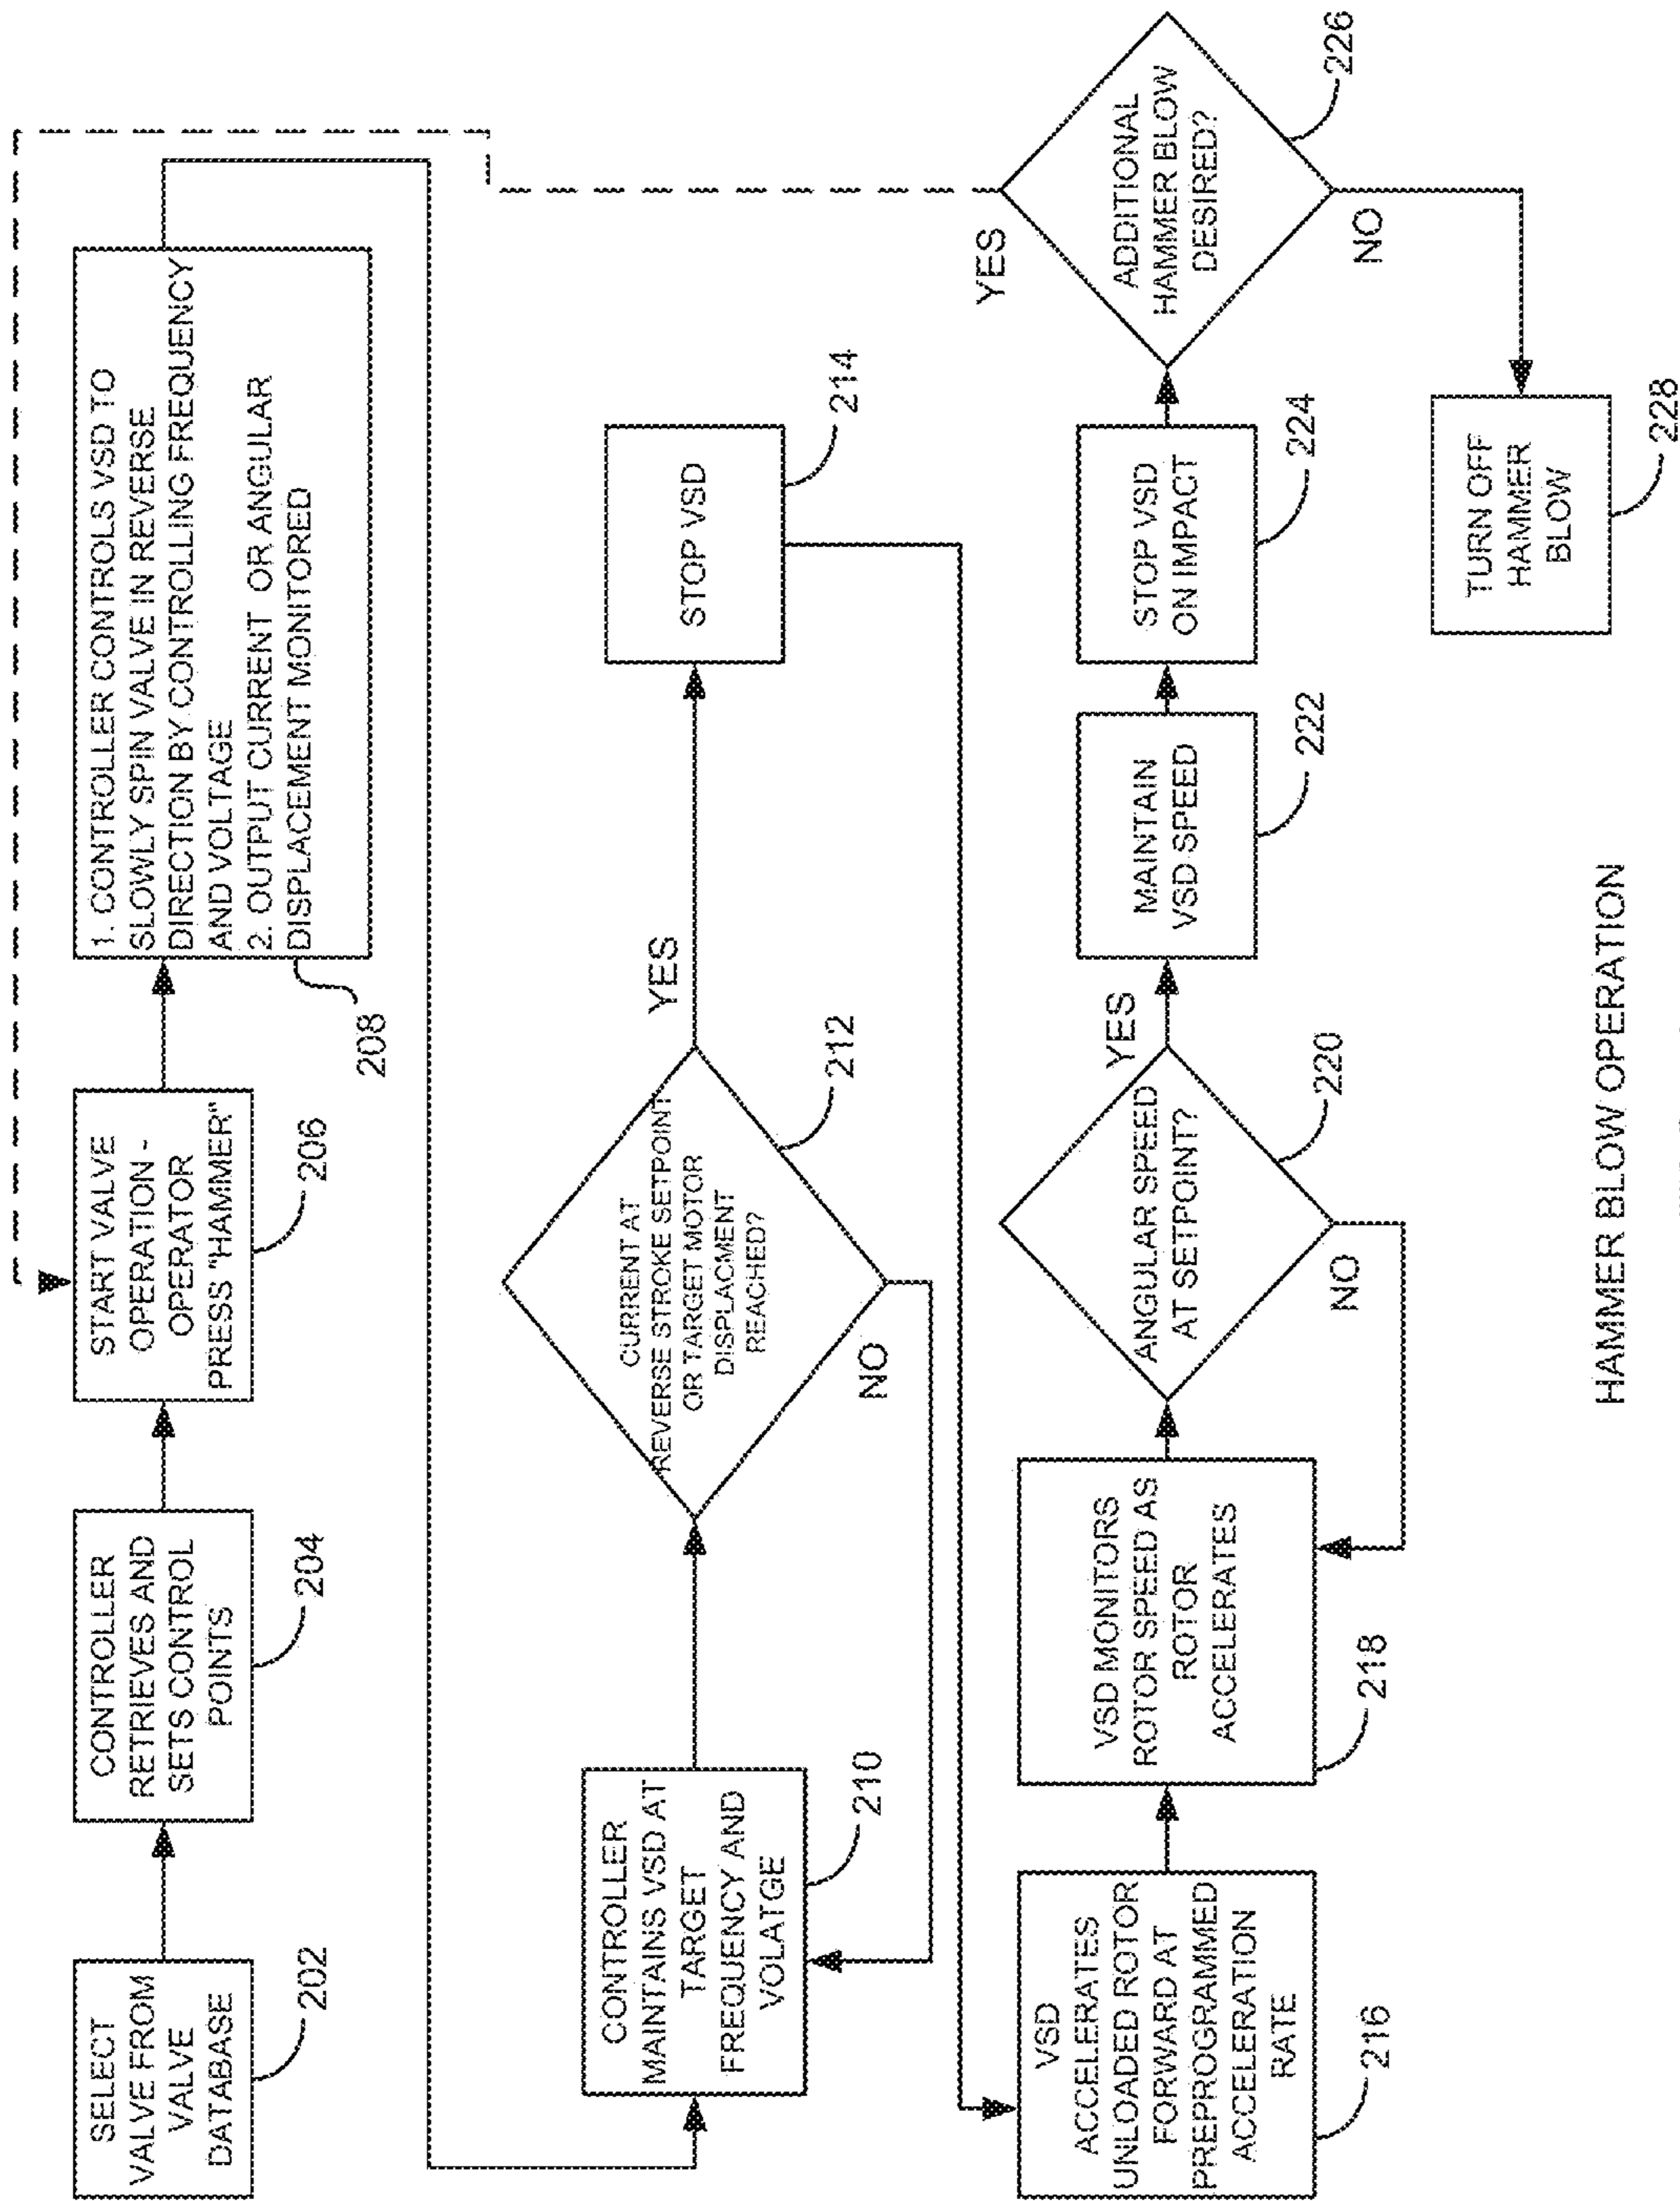 SELECT
VALVE FROM
VALVE
DATABASE
202
CONTROLLER
RETRIEVES AND
SETS CONTROL
POINTS
204
START VALVE
OPERATION -
OPERATOR
PRESS "HAMMER"
206
1. CONTROLLER CONTROLS VSD TO
SLOWLY SPIN VALVE IN REVERSE
DIRECTION BY CONTROLLING FREQUENCY
AND VOLTAGE
2. OUTPUT CURRENT OR ANGULAR
DISPLACEMENT MONITORED
208
CONTROLLER
MAINTAINS VSD AT
TARGET
FREQUENCY AND
VOLATGE
210
CURRENT AT
REVERSE STROKE SETPOINT
OR TARGET MOTOR
DISPLACMENT
REACHED?
212
YES
NO
STOP VSD
214
VSD
ACCELERATES
UNLOADED ROTOR
FORWARD AT
PREPROGRAMMED
ACCELERATION
RATE
216
VSD MONITORS
ROTOR SPEED AS
ROTOR
ACCELERATES
218
ANGULAR SPEED
AT SETPOINT?
220
YES
NO
MAINTAIN
VSD SPEED
222
STOP VSD
ON IMPACT
224
ADDITIONAL
HAMMER BLOW
DESIRED?
226
YES
NO
TURN OFF
HAMMER
BLOW
228
HAMMER BLOW OPERATION